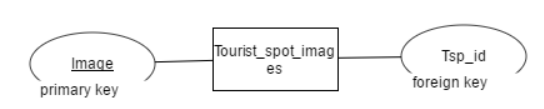 Image
primary key
Tourist_spot_imag
es
Tsp_id
foreign key